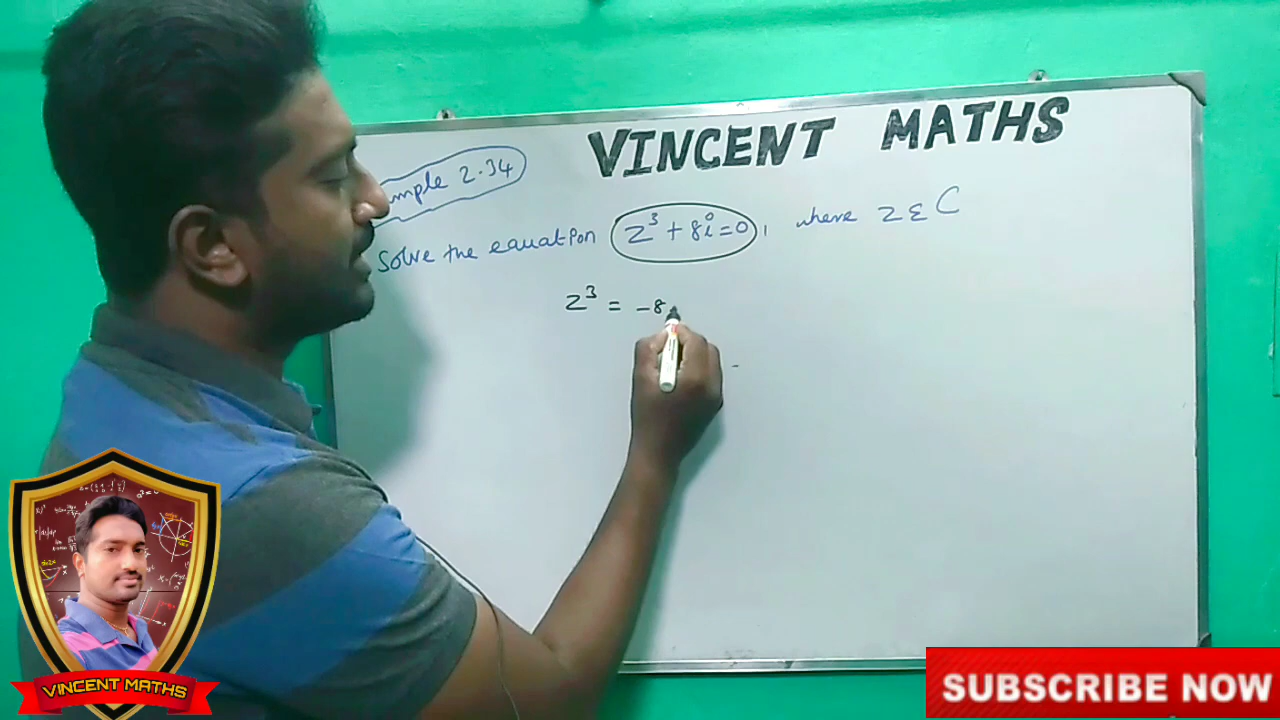 VINCENT MATHS
mple 2.34
Solve the equation z³ + 8i = 0, where z ε C
z³ = -8
VINCENT MATHS
SUBSCRIBE NOW